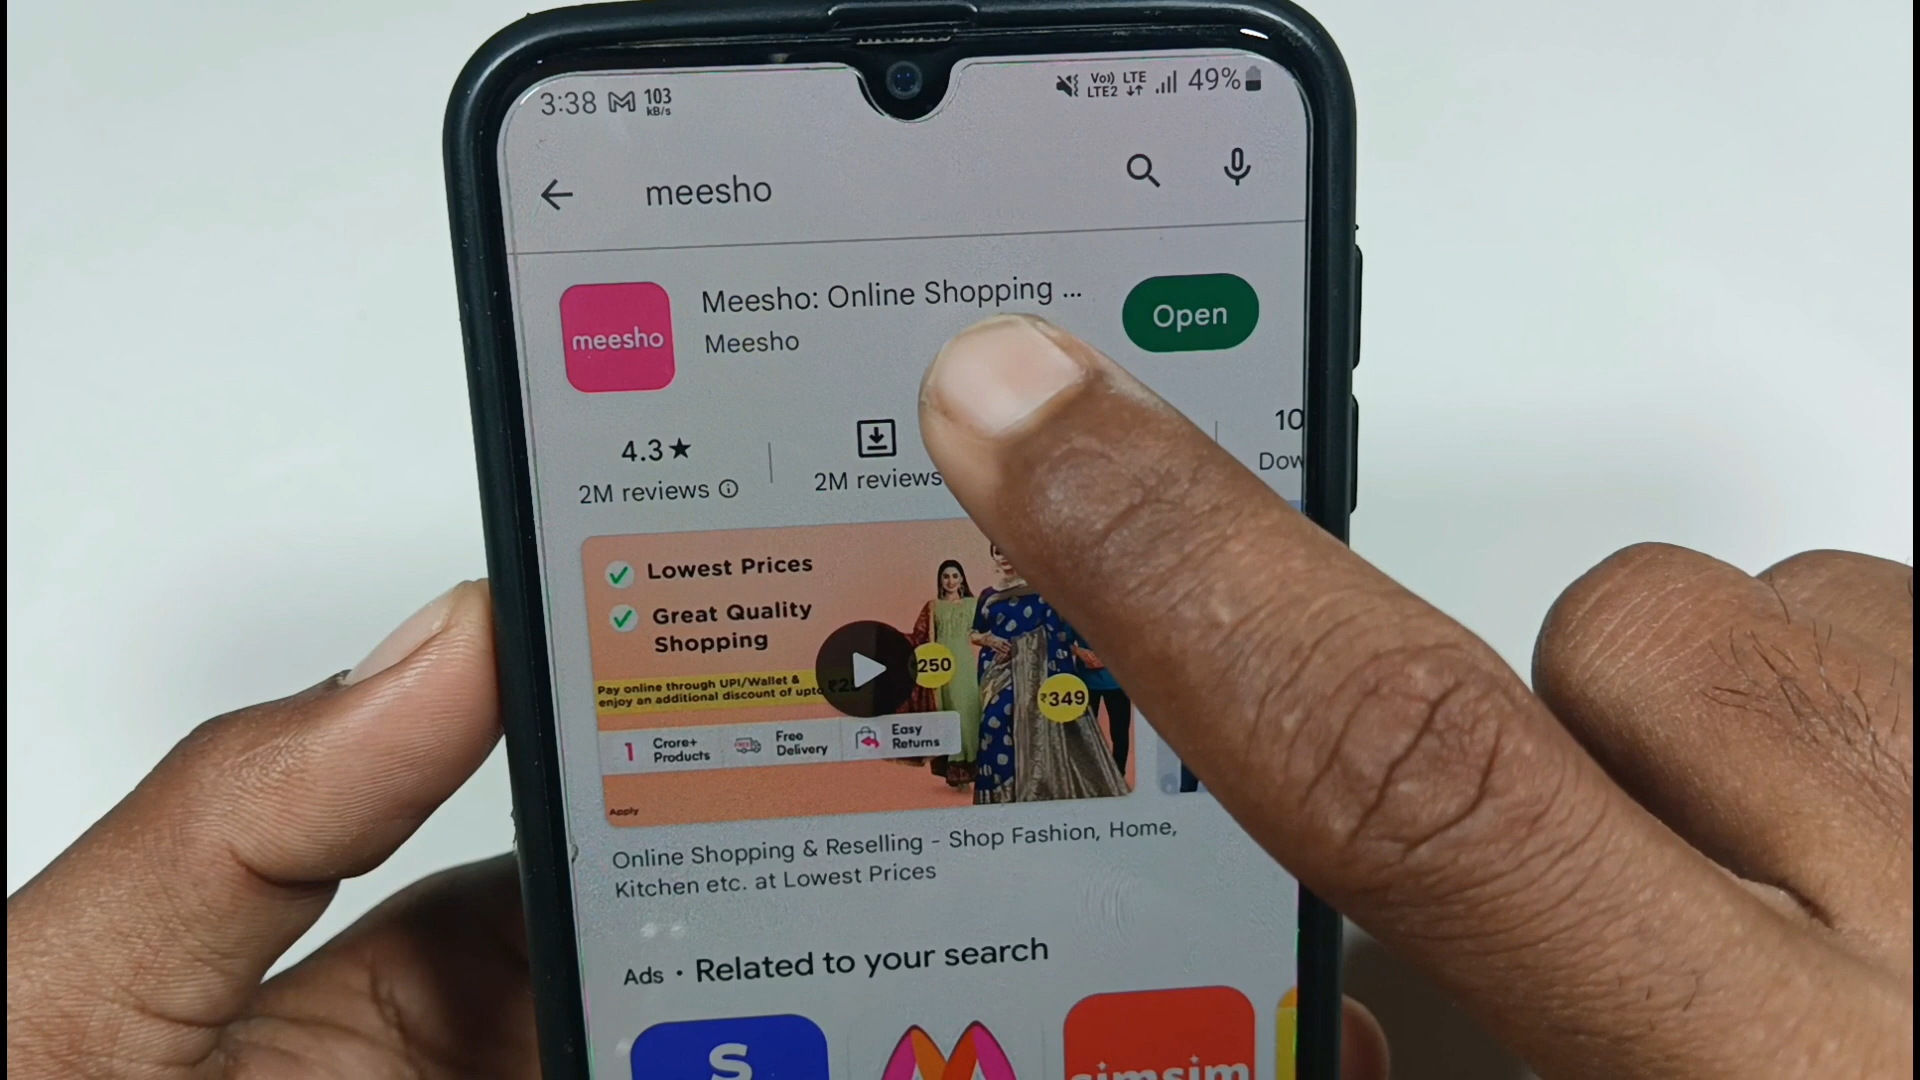 3:38 103 kB/s Vo)) LTE LTE2 49%
meesho
meesho
Meesho: Online Shopping ...
Meesho
Open
4.3★
2M reviews
2M reviews
10
Dow
Lowest Prices
Great Quality
Shopping
Pay online through UPI/Wallet &
enjoy an additional discount of upto
250
₹349
1 Crore+ Products
Free Delivery
Easy Returns
Apply
Online Shopping & Reselling - Shop Fashion, Home,
Kitchen etc. at Lowest Prices
Ads · Related to your search
S
simsim